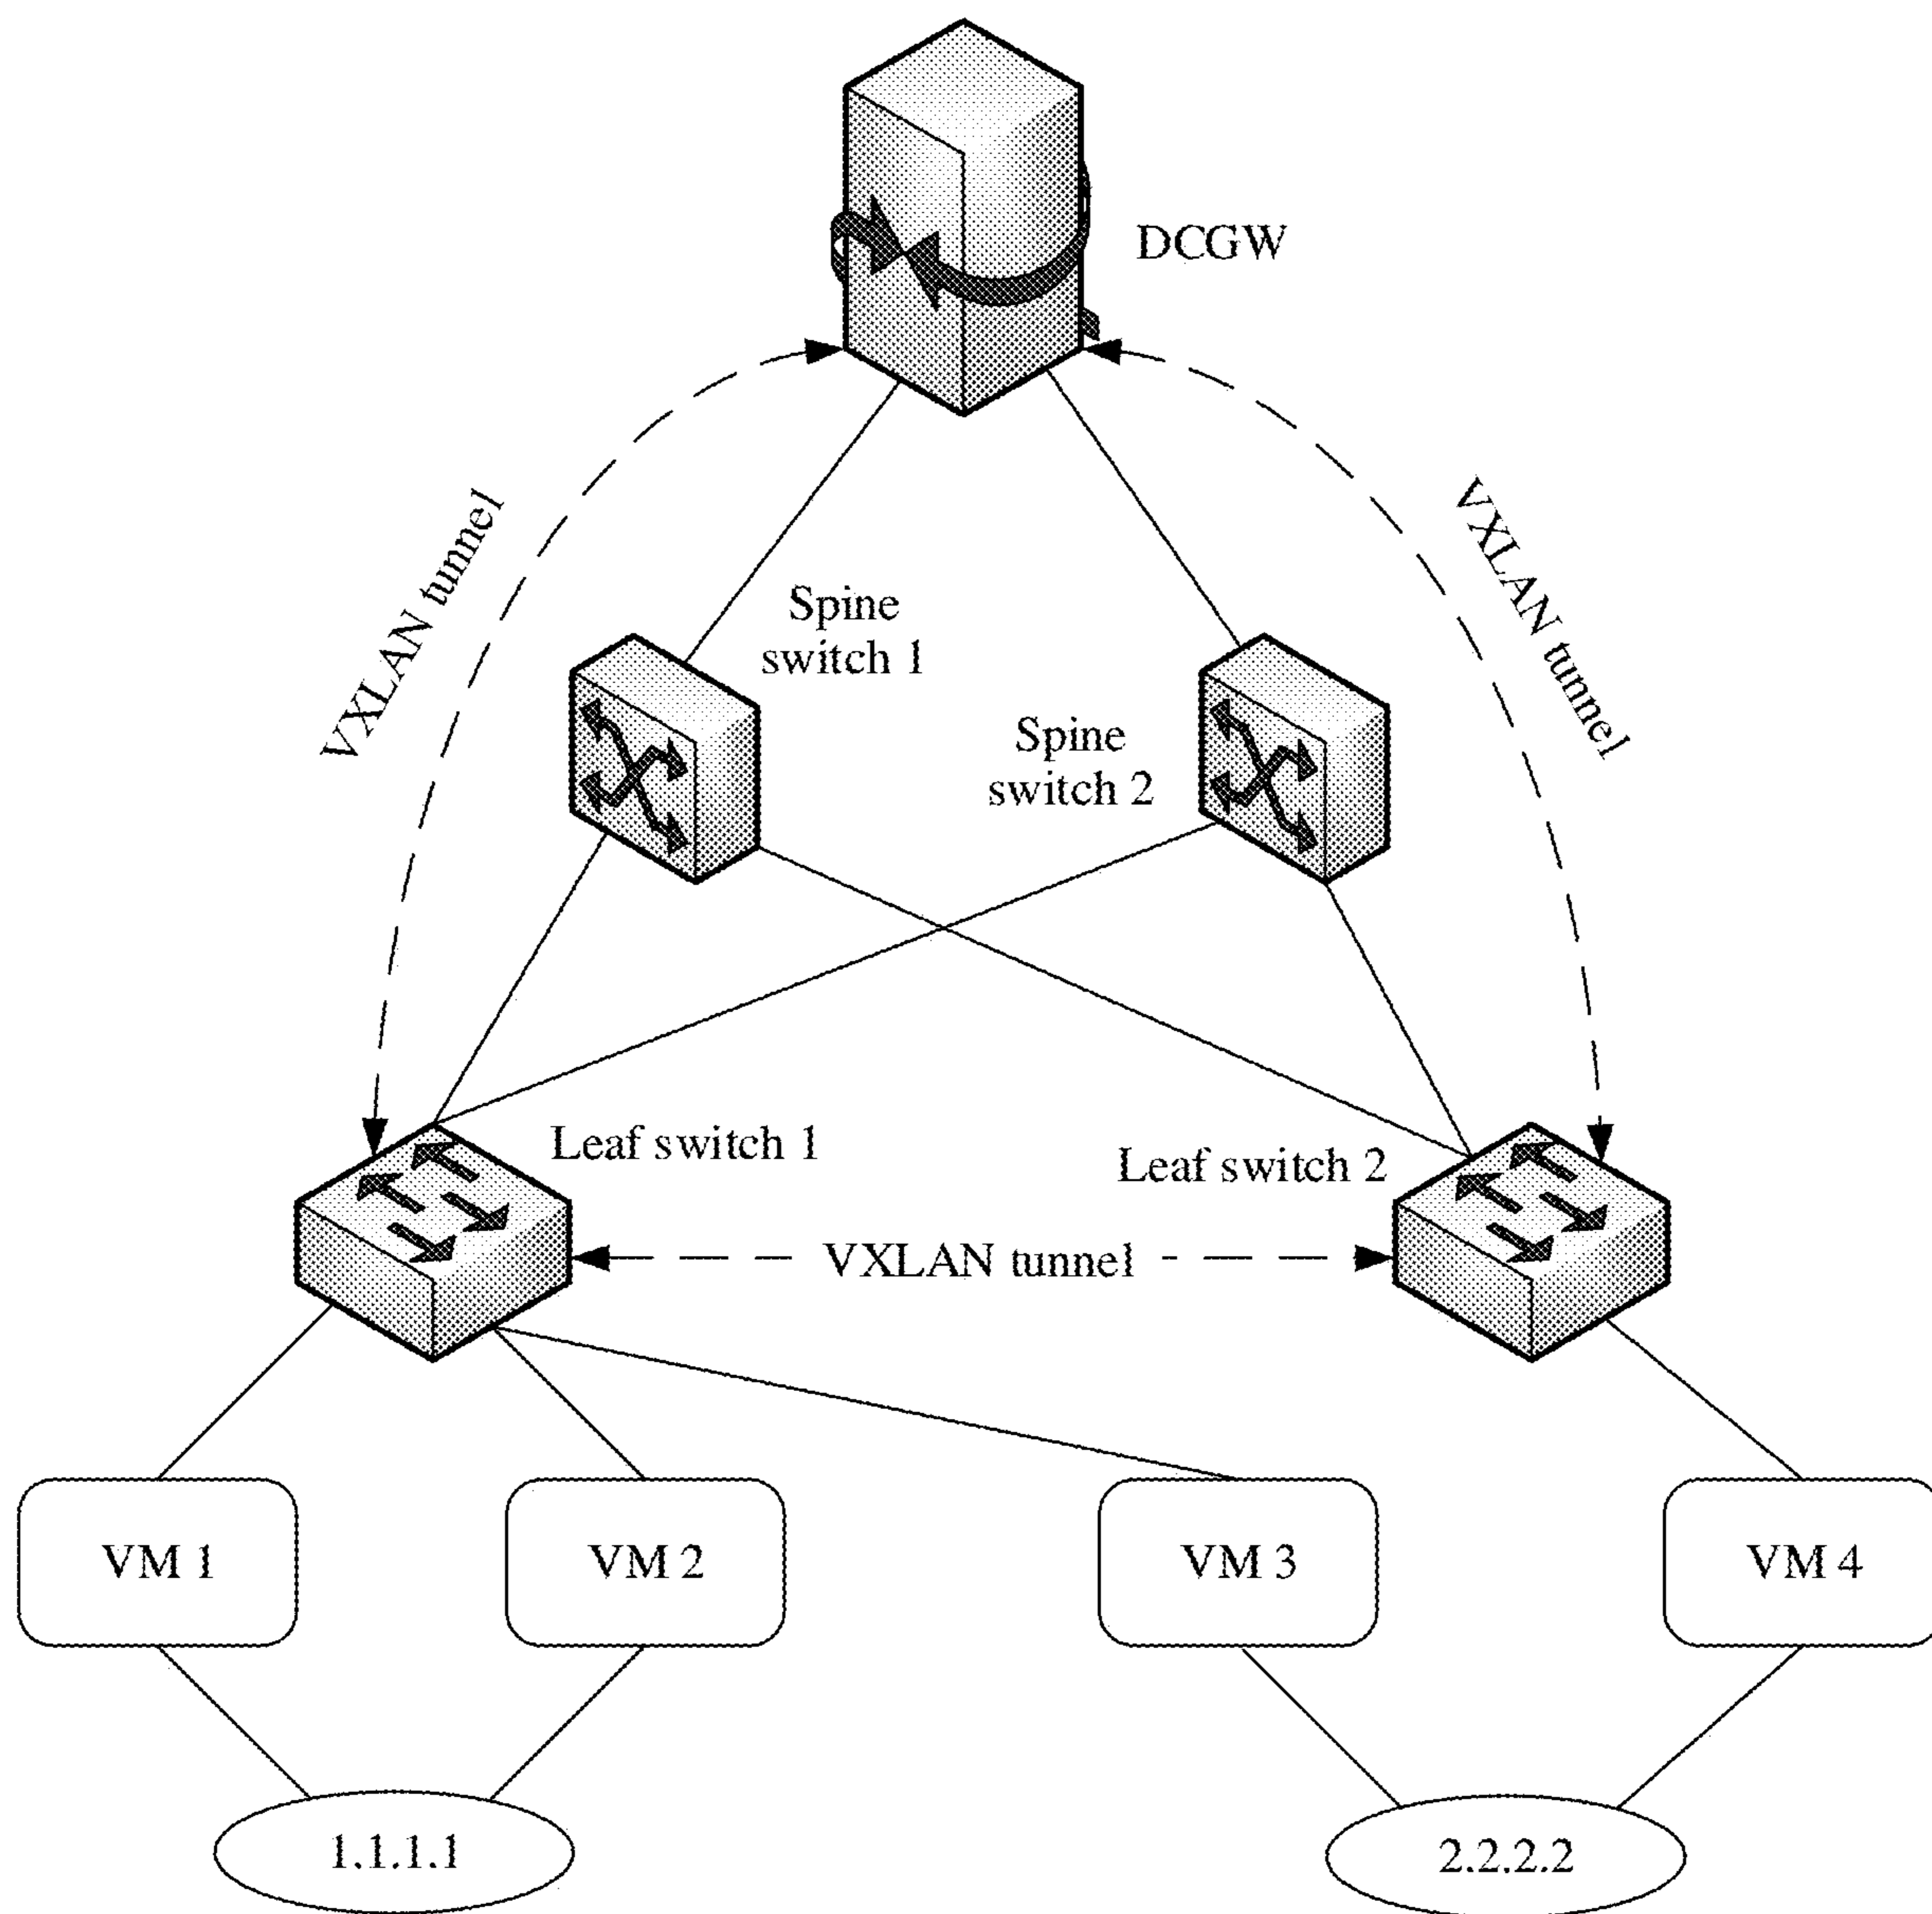 DCGW
VXLAN tunnel
VXLAN tunnel
Spine
switch 1
Spine
switch 2
Leaf switch 1
Leaf switch 2
VXLAN tunnel
VM 1
VM 2
VM 3
VM 4
1.1.1.1
2.2.2.2